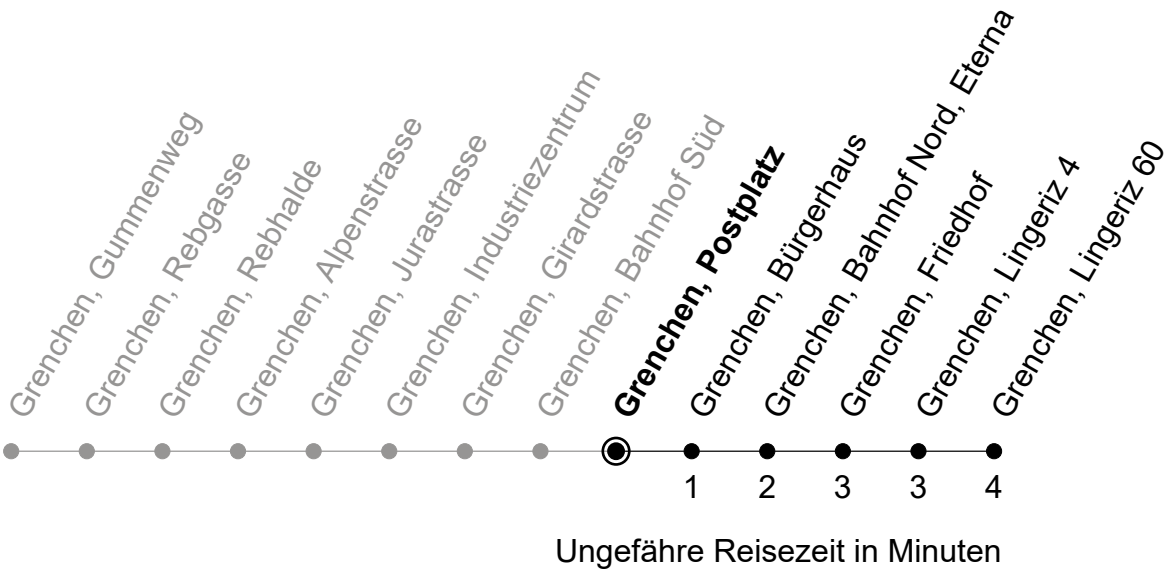 Grenchen, Gummenweg
Grenchen, Rebgasse
Grenchen, Rebhalde
Grenchen, Alpenstrasse
Grenchen, Jurastrasse
Grenchen, Industriezentrum
Grenchen, Girardstrasse
Grenchen, Bahnhof Süd
Grenchen, Postplatz
Grenchen, Bürgerhaus
Grenchen, Bahnhof Nord, Eterna
Grenchen, Friedhof
Grenchen, Lingeriz 4
Grenchen, Lingeriz 60
1 2 3 3 4
Ungefähre Reisezeit in Minuten